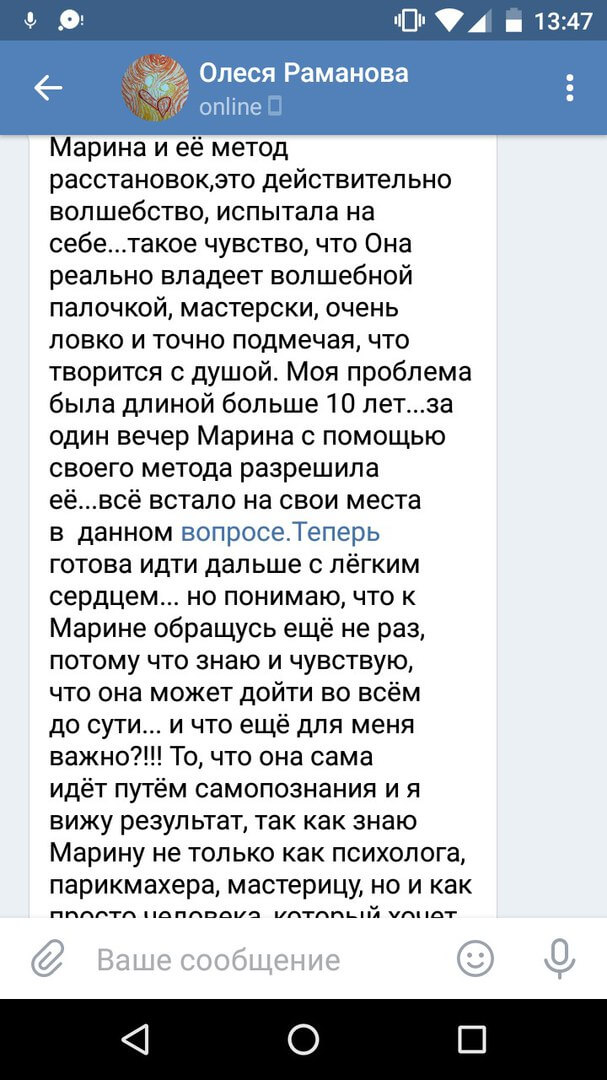 13:47
Олеся Раманова
online
Марина и её метод
расстановок,это действительно
волшебство, испытала на
себе...такое чувство, что Она
реально владеет волшебной
палочкой, мастерски, очень
ловко и точно подмечая, что
творится с душой. Моя проблема
была длиной больше 10 лет...за
один вечер Марина с помощью
своего метода разрешила
её...всё встало на свои места
в данном вопросе.Теперь
готова идти дальше с лёгким
сердцем... но понимаю, что к
Марине обращусь ещё не раз,
потому что знаю и чувствую,
что она может дойти во всём
до сути... и что ещё для меня
важно?!!! То, что она сама
идёт путём самопознания и я
вижу результат, так как знаю
Марину не только как психолога,
парикмахера, мастерицу, но и как
просто человека, который хочет
Ваше сообщение